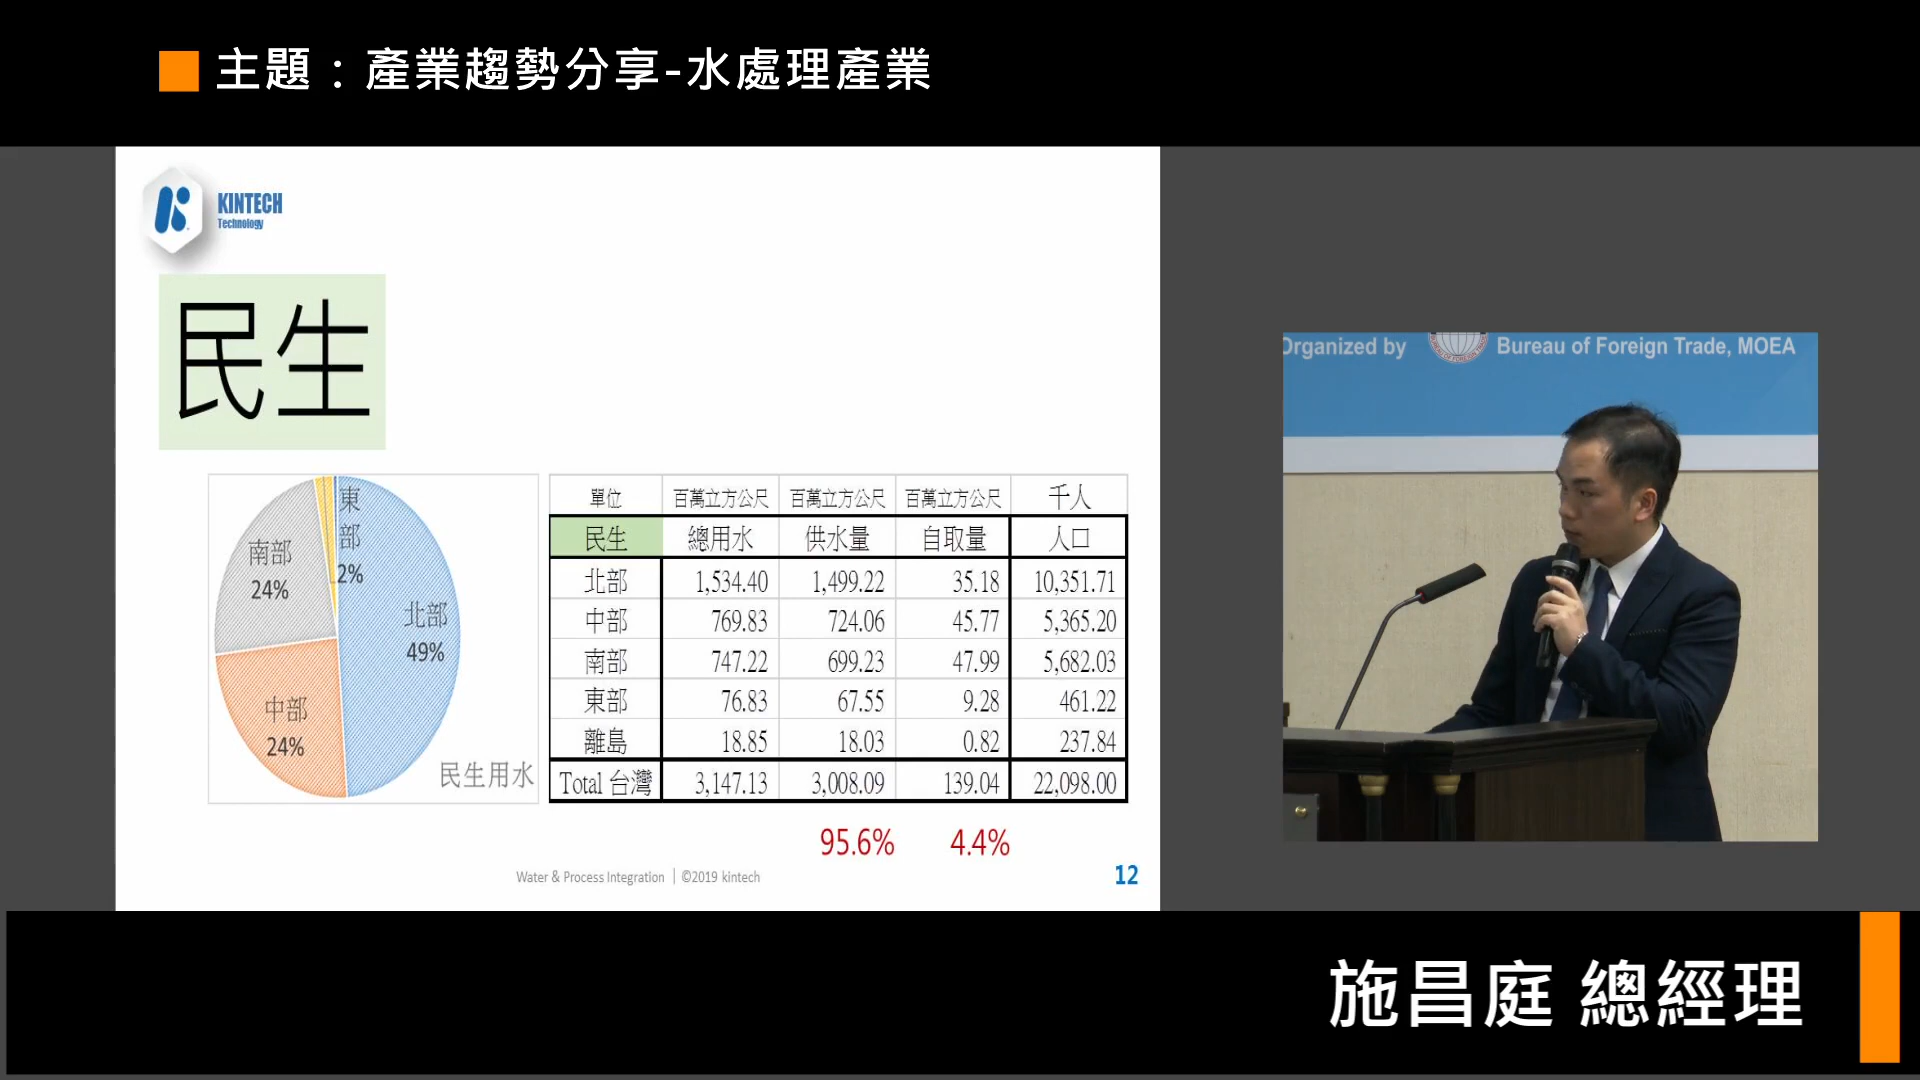 主題：產業趨勢分享-水處理產業
KINTECH
Technology
民生
東部
2%
南部
24%
北部
49%
中部
24%
民生用水
單位 百萬立方公尺 百萬立方公尺 百萬立方公尺 千人
民生 總用水 供水量 自取量 人口
北部 1,534.40 1,499.22 35.18 10,351.71
中部 769.83 724.06 45.77 5,365.20
南部 747.22 699.23 47.99 5,682.03
東部 76.83 67.55 9.28 461.22
離島 18.85 18.03 0.82 237.84
Total 台灣 3,147.13 3,008.09 139.04 22,098.00
95.6% 4.4%
Water & Process Integration | ©2019 kintech
12
Organized by Bureau of Foreign Trade, MOEA
施昌庭 總經理